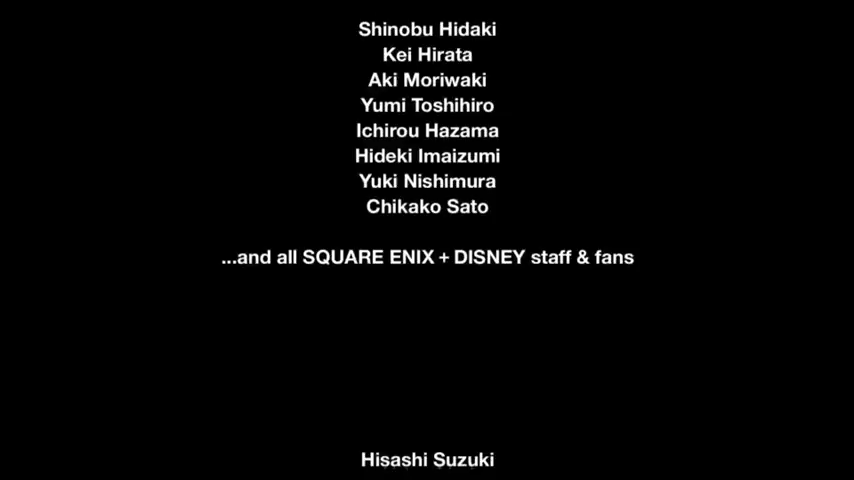 Shinobu Hidaki
Kei Hirata
Aki Moriwaki
Yumi Toshihiro
Ichirou Hazama
Hideki Imaizumi
Yuki Nishimura
Chikako Sato
...and all SQUARE ENIX + DISNEY staff & fans
Hisashi Suzuki